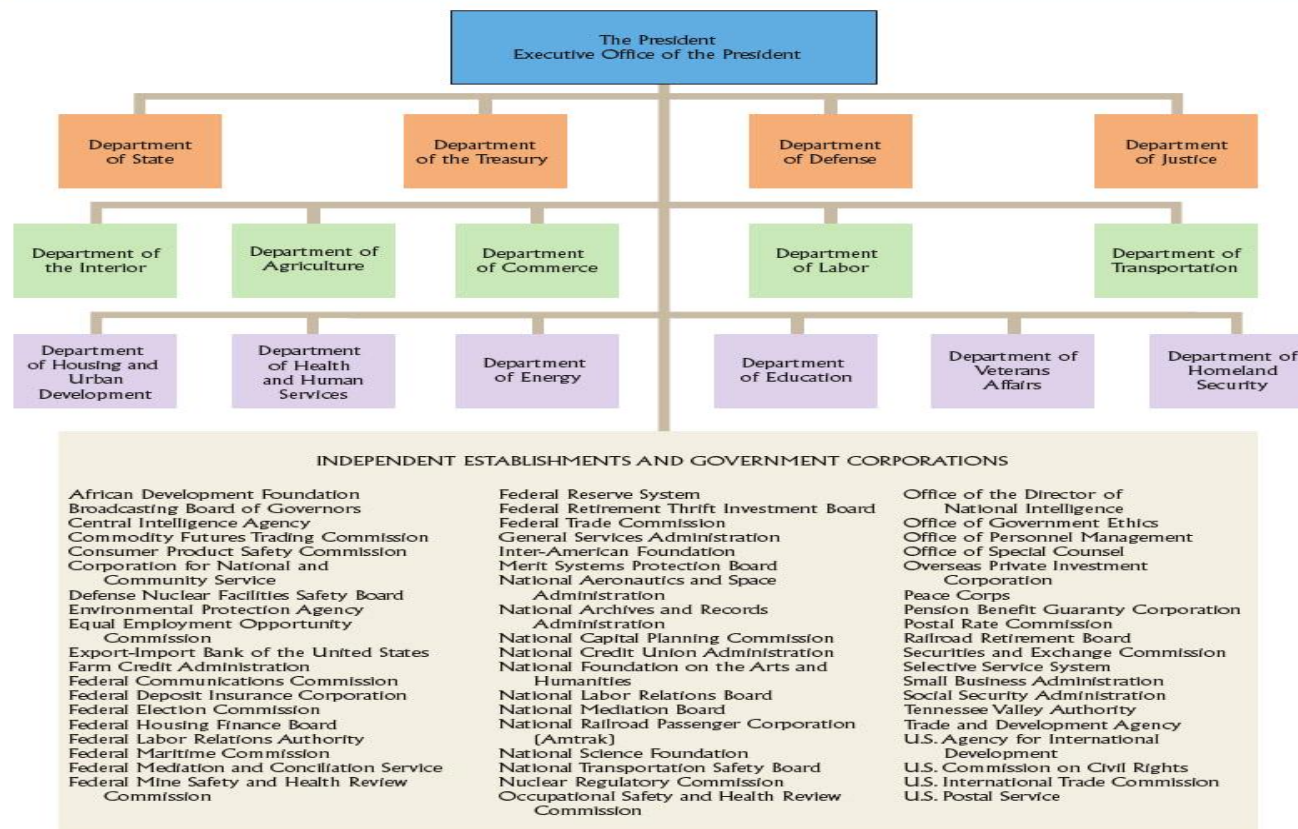 The President
Executive Office of the President
Department
of State
Department
of the Treasury
Department
of Defense
Department
of Justice
Department of
the Interior
Department of
Agriculture
Department
of Commerce
Department
of Labor
Department of
Transportation
Department
of Housing and
Urban
Development
Department
of Health
and Human
Services
Department
of Energy
Department
of Education
Department of
Veterans
Affairs
Department of
Homeland
Security
INDEPENDENT ESTABLISHMENTS AND GOVERNMENT CORPORATIONS
African Development Foundation
Broadcasting Board of Governors
Central Intelligence Agency
Commodity Futures Trading Commission
Consumer Product Safety Commission
Corporation for National and
Community Service
Defense Nuclear Facilities Safety Board
Environmental Protection Agency
Equal Employment Opportunity
Commission
Export-Import Bank of the United States
Farm Credit Administration
Federal Communications Commission
Federal Deposit Insurance Corporation
Federal Election Commission
Federal Housing Finance Board
Federal Labor Relations Authority
Federal Maritime Commission
Federal Mediation and Conciliation Service
Federal Mine Safety and Health Review
Commission
Federal Reserve System
Federal Retirement Thrift Investment Board
Federal Trade Commission
General Services Administration
Inter-American Foundation
Merit Systems Protection Board
National Aeronautics and Space
Administration
National Archives and Records
Administration
National Capital Planning Commission
National Credit Union Administration
National Foundation on the Arts and
Humanities
National Labor Relations Board
National Mediation Board
National Railroad Passenger Corporation
(Amtrak)
National Science Foundation
National Transportation Safety Board
Nuclear Regulatory Commission
Occupational Safety and Health Review
Commission
Office of the Director of
National Intelligence
Office of Government Ethics
Office of Personnel Management
Office of Special Counsel
Overseas Private Investment
Corporation
Peace Corps
Pension Benefit Guaranty Corporation
Postal Rate Commission
Railroad Retirement Board
Securities and Exchange Commission
Selective Service System
Small Business Administration
Social Security Administration
Tennessee Valley Authority
Trade and Development Agency
U.S. Agency for International
Development
U.S. Commission on Civil Rights
U.S. International Trade Commission
U.S. Postal Service